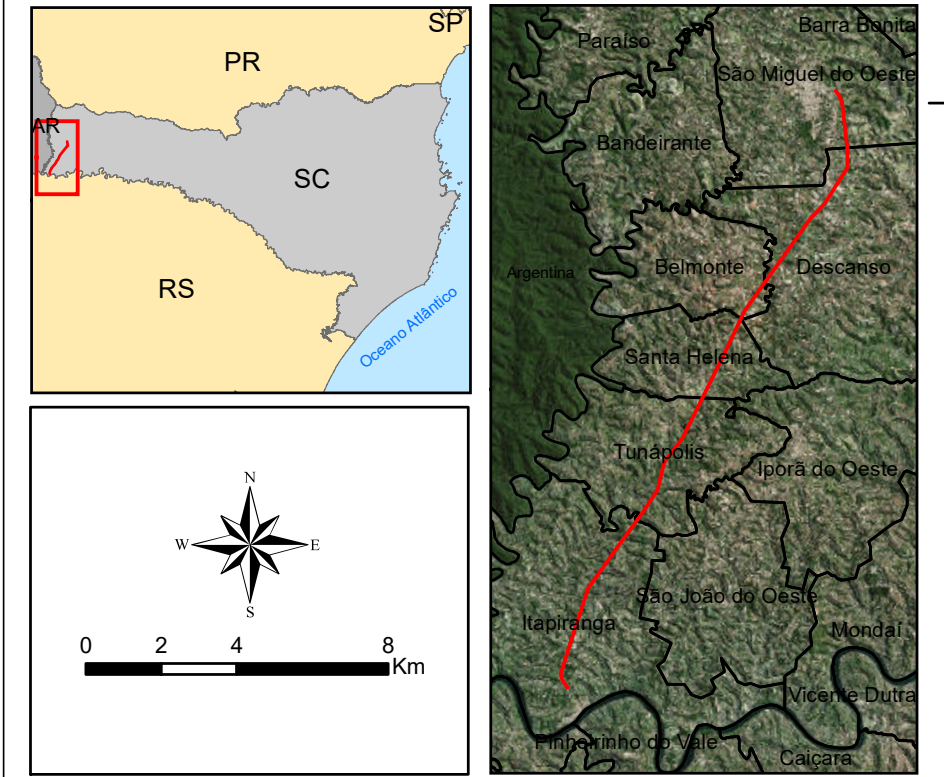 SP
PR
AR
SC
RS
Oceano Atlântico
N
W
E
S
0
2
4
8
Km
Barra Bonita
Paraíso
São Miguel do Oeste
Bandeirante
Belmonte
Descanso
Argentina
Santa Helena
Tunápolis
Iporã do Oeste
São João do Oeste
Itapiranga
Mondaí
Vicente Dutra
Pinheirinho do Vale
Caiçara